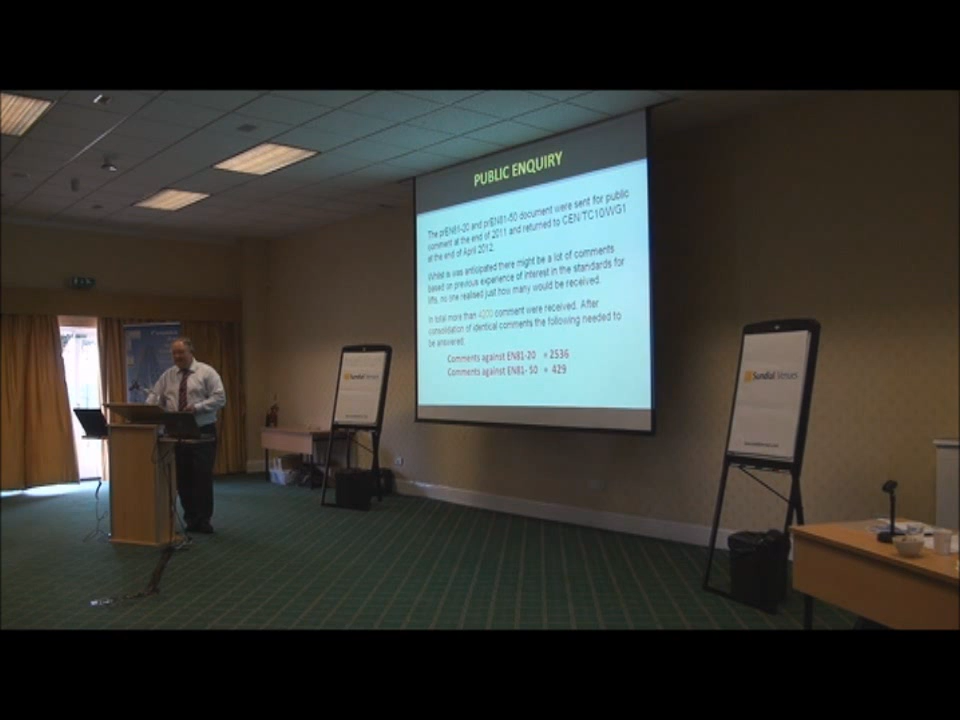 PUBLIC ENQUIRY
The prEN81-20 and prEN81-50 document were sent for public
comment at the end of 2011 and returned to CEN/TC10/WG1
at the end of April 2012.
Whilst is was anticipated there might be a lot of comments
based on previous experience of interest in the standards for
lifts, no one realised just how many would be received.
In total more than 4200 comment were received. After
consolidation of identical comments the following needed to
be answered.
Comments against EN81-20 = 2536
Comments against EN81- 50 = 429
Sundial Venues
Sundial Venues